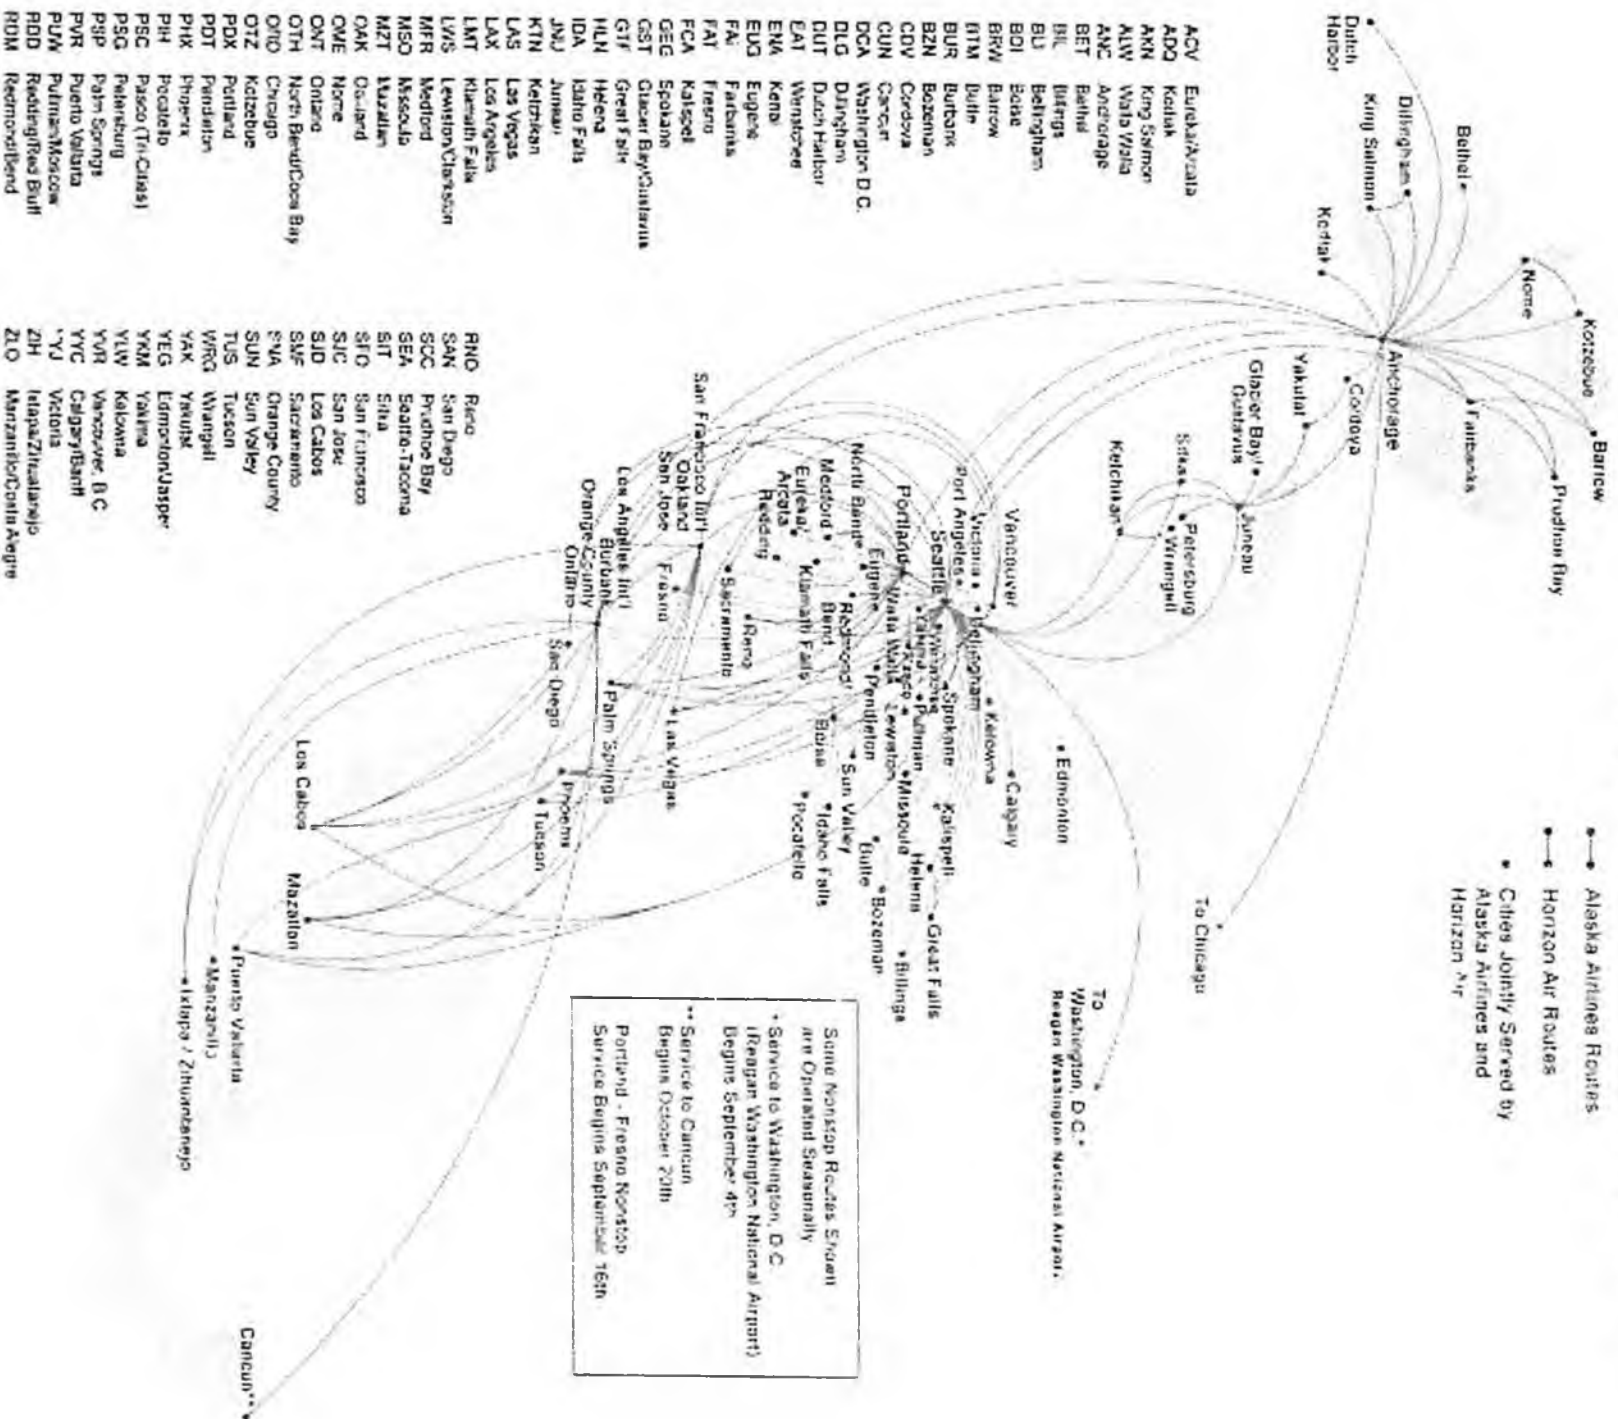 Alaska Airlines Routes
Horizon Air Routes
Cities Jointly Served by
Alaska Airlines and
Horizon Air
Barrow
Prudhoe Bay
Kotzebue
Nome
Fairbanks
Bethel
Dillingham
King Salmon
Dutch
Harbor
Kodiak
Anchorage
Cordova
Yakutat
Glacier Bay/
Gustavus
Juneau
Sitka
Petersburg
Wrangell
Ketchikan
To Chicago
To
Washington, D.C.*
Reagan Washington National Airport
Edmonton
Calgary
Kelowna
Vancouver
Victoria
Bellingham
Port Angeles
Seattle
Spokane
Kalispell
Great Falls
Wenatchee
Yakima
Pullman
Helena
Pasco
Missoula
Billings
Walla Walla
Lewiston
Portland
Pendleton
Butte
Bozeman
Eugene
Redmond/
Bend
Sun Valley
North Bend
Boise
Idaho Falls
Medford
Klamath Falls
Pocatello
Eureka/
Arcata
Redding
Reno
Sacramento
San Francisco Int'l
Oakland
San Jose
Fresno
Las Vegas
Los Angeles Int'l
Burbank
Orange County
Ontario
Palm Springs
San Diego
Phoenix
Tucson
Los Cabos
Mazatlan
Puerto Vallarta
Manzanillo
Ixtapa / Zihuantanejo
Cancun**
Some Nonstop Routes Shown
are Operated Seasonally
* Service to Washington, D.C.
(Reagan Washington National Airport)
Begins September 4th
** Service to Cancun
Begins October 20th
Portland - Fresno Nonstop
Service Begins September 16th
ACV Eureka/Arcata
ADQ Kodiak
AKN King Salmon
ALW Walla Walla
ANC Anchorage
BET Bethel
BIL Billings
BLI Bellingham
BOI Boise
BRW Barrow
BTM Butte
BUR Burbank
BZN Bozeman
CDV Cordova
CUN Cancun
DCA Washington D.C.
DLG Dillingham
DUT Dutch Harbor
EAT Wenatchee
ENA Kenai
EUG Eugene
FAI Fairbanks
FAT Fresno
FCA Kalispell
GEG Spokane
GST Glacier Bay/Gustavus
GTF Great Falls
HLN Helena
IDA Idaho Falls
JNU Juneau
KTN Ketchikan
LAS Las Vegas
LAX Los Angeles
LMT Klamath Falls
LWS Lewiston/Clarkston
MFR Medford
MSO Missoula
MZT Mazatlan
OAK Oakland
OME Nome
ONT Ontario
OTH North Bend/Coos Bay
ORD Chicago
OTZ Kotzebue
PDX Portland
PDT Pendleton
PHX Phoenix
PIH Pocatello
PSC Pasco (Tri-Cities)
PSG Petersburg
PSP Palm Springs
PVR Puerto Vallarta
PUW Pullman/Moscow
RDD Redding/Red Bluff
RDM Redmond/Bend
RNO Reno
SAN San Diego
SCC Prudhoe Bay
SEA Seattle-Tacoma
SIT Sitka
SFO San Francisco
SJC San Jose
SJD Los Cabos
SMF Sacramento
SNA Orange County
SUN Sun Valley
TUS Tucson
WRG Wrangell
YAK Yakutat
YEG Edmonton/Jasper
YKM Yakima
YLW Kelowna
YVR Vancouver, B.C.
YYC Calgary/Banff
YYJ Victoria
ZIH Ixtapa/Zihuatanejo
ZLO Manzanillo/Costa Alegre